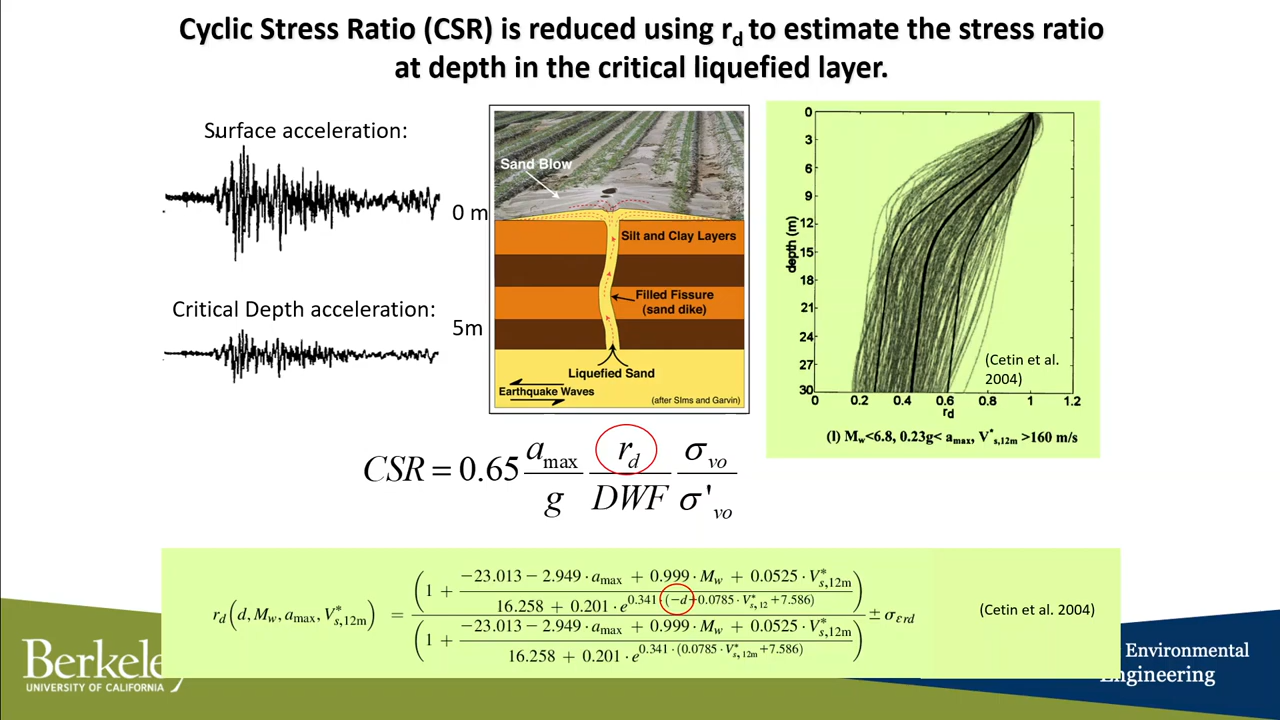 Cyclic Stress Ratio (CSR) is reduced using r_d to estimate the stress ratio
at depth in the critical liquefied layer.
Surface acceleration:
Critical Depth acceleration:
0 m
5m
Sand Blow
Silt and Clay Layers
Filled Fissure
(sand dike)
Liquefied Sand
Earthquake Waves
(after SIms and Garvin)
depth (m)
0
3
6
9
12
15
18
21
24
27
30
0 0.2 0.4 0.6 0.8 1 1.2
r_d
(Cetin et al.
2004)
(l) M_w<6.8, 0.23g< a_max, V*_s,12m >160 m/s
CSR = 0.65 a_max/g r_d/DWF σ_vo/σ'_vo
r_d(d, M_w, a_max, V*_s,12m) = (1 + (−23.013 − 2.949 · a_max + 0.999 · M_w + 0.0525 · V*_s,12m)/(16.258 + 0.201 · e^0.341·(−d+0.0785·V*_s,12+7.586))) / (1 + (−23.013 − 2.949 · a_max + 0.999 · M_w + 0.0525 · V*_s,12m)/(16.258 + 0.201 · e^0.341·(0.0785·V*_s,12m+7.586))) ± σ_εrd
(Cetin et al. 2004)
Berkeley
UNIVERSITY OF CALIFORNIA
Environmental
Engineering